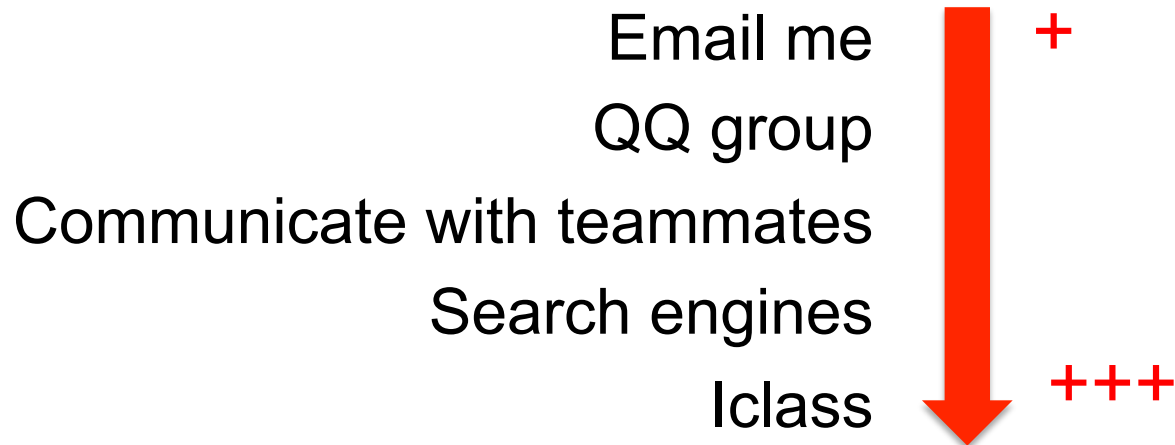 Email me +
QQ group
Communicate with teammates
Search engines
Iclass +++